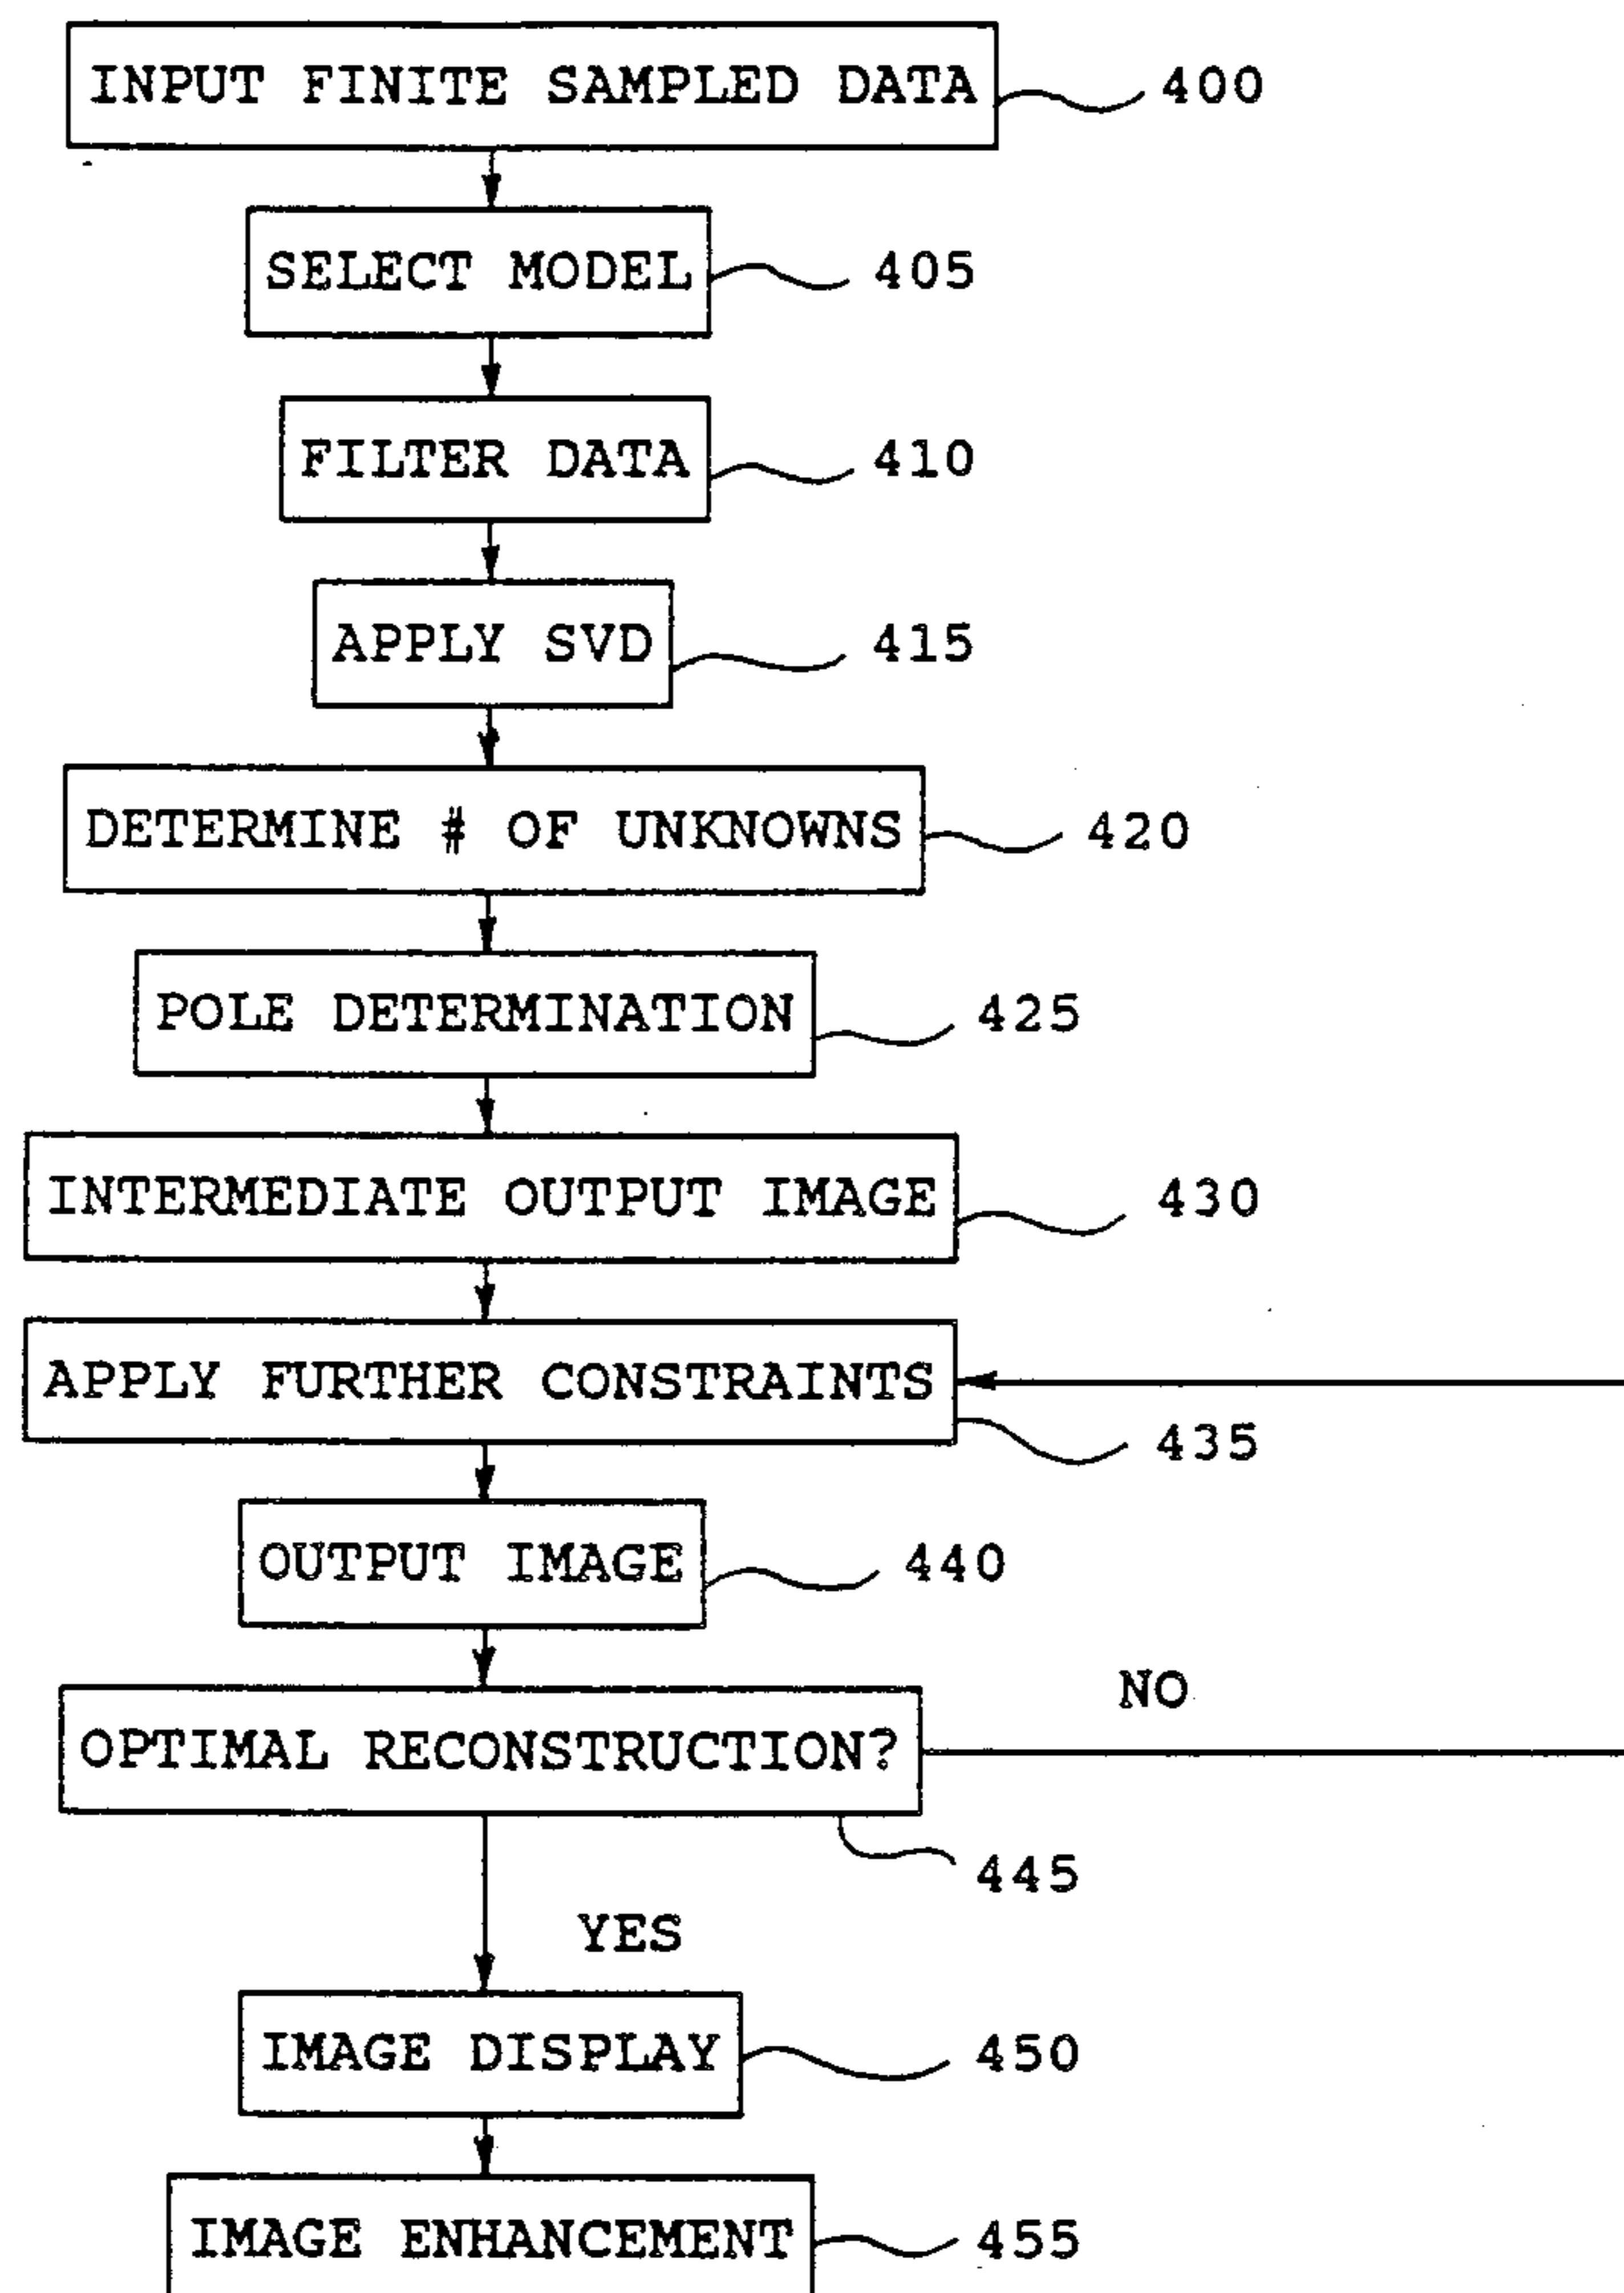 INPUT FINITE SAMPLED DATA 400
SELECT MODEL 405
FILTER DATA 410
APPLY SVD 415
DETERMINE # OF UNKNOWNS 420
POLE DETERMINATION 425
INTERMEDIATE OUTPUT IMAGE 430
APPLY FURTHER CONSTRAINTS
435
OUTPUT IMAGE 440
NO
OPTIMAL RECONSTRUCTION?
445
YES
IMAGE DISPLAY 450
IMAGE ENHANCEMENT 455